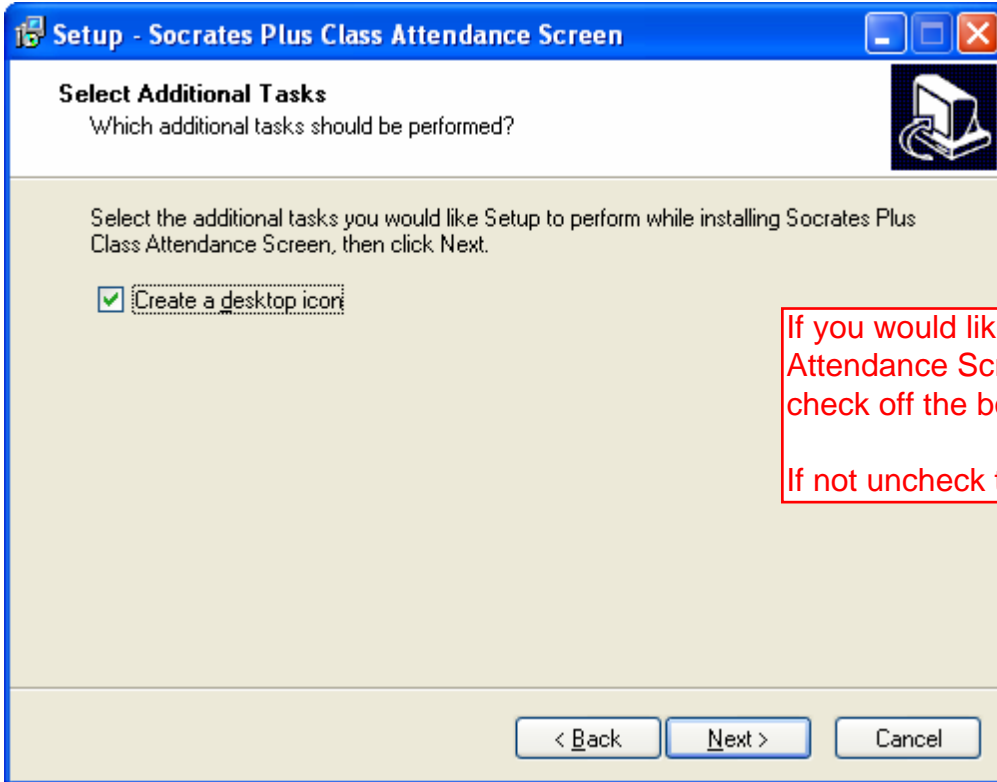 Setup - Socrates Plus Class Attendance Screen
Select Additional Tasks
Which additional tasks should be performed?
Select the additional tasks you would like Setup to perform while installing Socrates Plus
Class Attendance Screen, then click Next.
Create a desktop icon
If you would
Attendance
check off the
If not uncheck
< Back Next > Cancel